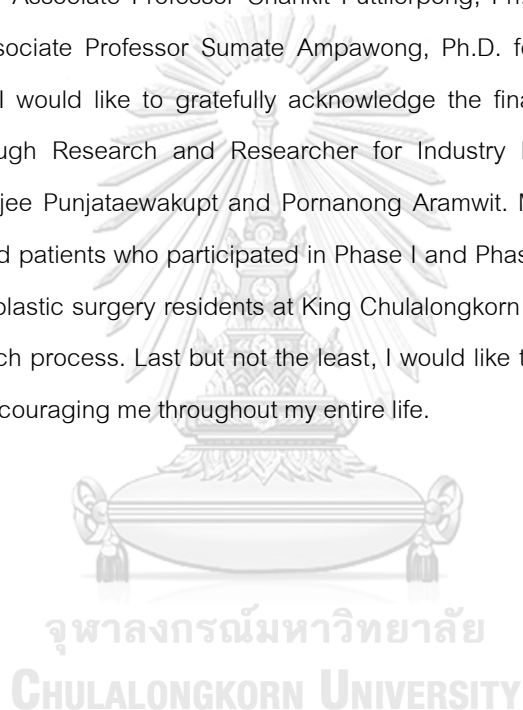 Associate Professor Chankit Puttilerpong, Ph.
sociate Professor Sumate Ampawong, Ph.D. f
I would like to gratefully acknowledge the fina
ugh Research and Researcher for Industry
jee Punjataewakupt and Pornanong Aramwit.
d patients who participated in Phase I and Phas
plastic surgery residents at King Chulalongkorn
ch process. Last but not the least, I would like t
couraging me throughout my entire life.
จุฬาลงกรณ์มหาวิทยาลัย
CHULALONGKORN UNIVERSITY